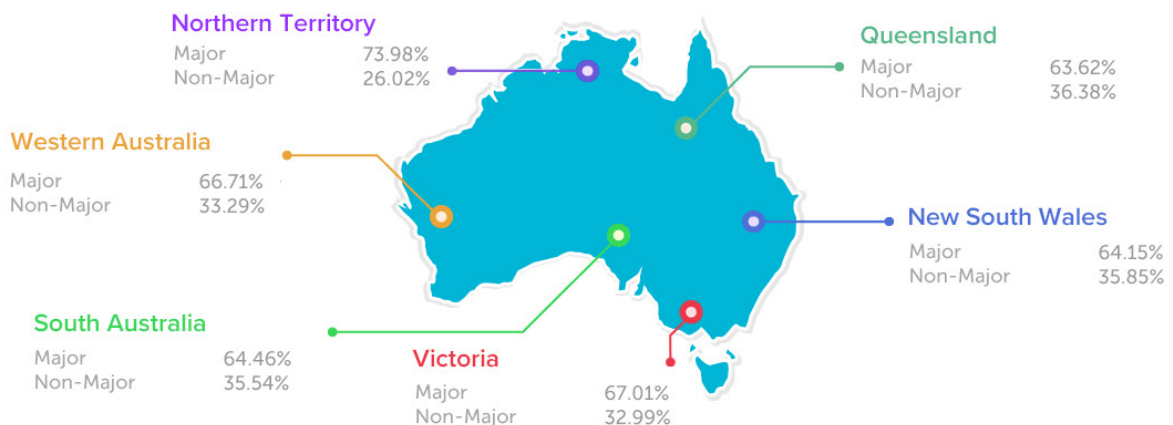 Northern Territory
Major 73.98%
Non-Major 26.02%
Queensland
Major 63.62%
Non-Major 36.38%
Western Australia
Major 66.71%
Non-Major 33.29%
New South Wales
Major 64.15%
Non-Major 35.85%
South Australia
Major 64.46%
Non-Major 35.54%
Victoria
Major 67.01%
Non-Major 32.99%